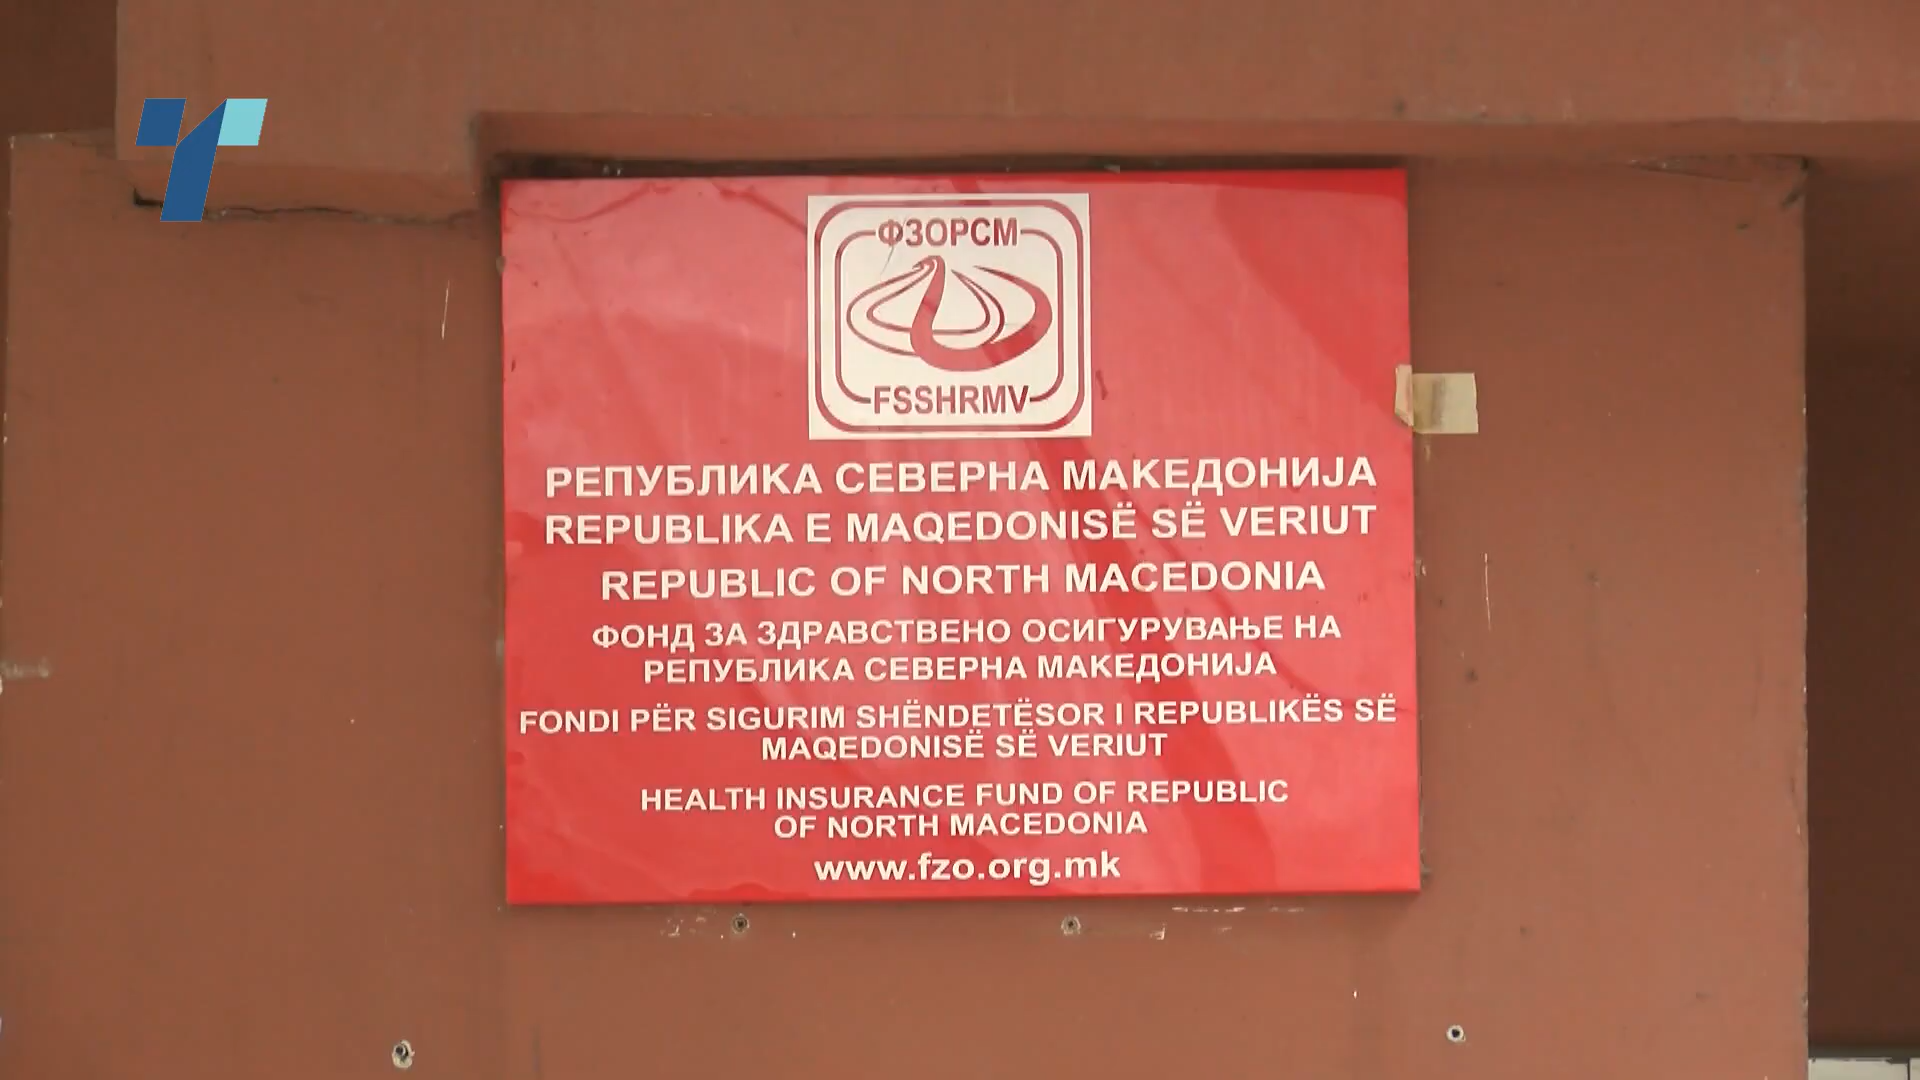 ФЗОРСМ
FSSHRMV
РЕПУБЛИКА СЕВЕРНА МАКЕДОНИЈА
REPUBLIKA E MAQEDONISË SË VERIUT
REPUBLIC OF NORTH MACEDONIA
ФОНД ЗА ЗДРАВСТВЕНО ОСИГУРУВАЊЕ НА
РЕПУБЛИКА СЕВЕРНА МАКЕДОНИЈА
FONDI PËR SIGURIM SHËNDETËSOR I REPUBLIKËS SË
MAQEDONISË SË VERIUT
HEALTH INSURANCE FUND OF REPUBLIC
OF NORTH MACEDONIA
www.fzo.org.mk